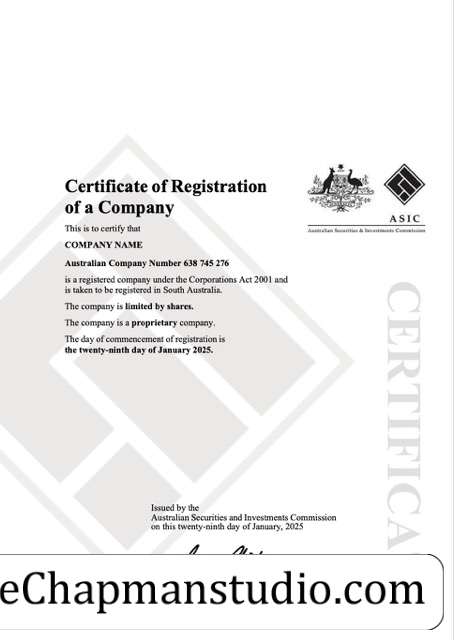 Certificate of Registration
of a Company
This is to certify that
COMPANY NAME
Australian Company Number 638 745 276
is a registered company under the Corporations Act 2001 and
is taken to be registered in South Australia.
The company is limited by shares.
The company is a proprietary company.
The day of commencement of registration is
the twenty-ninth day of January 2025.
ASIC
Australian Securities & Investments Commission
CERTIFICA
Issued by the
Australian Securities and Investments Commission
on this twenty-ninth day of January, 2025
eChapmanstudio.com